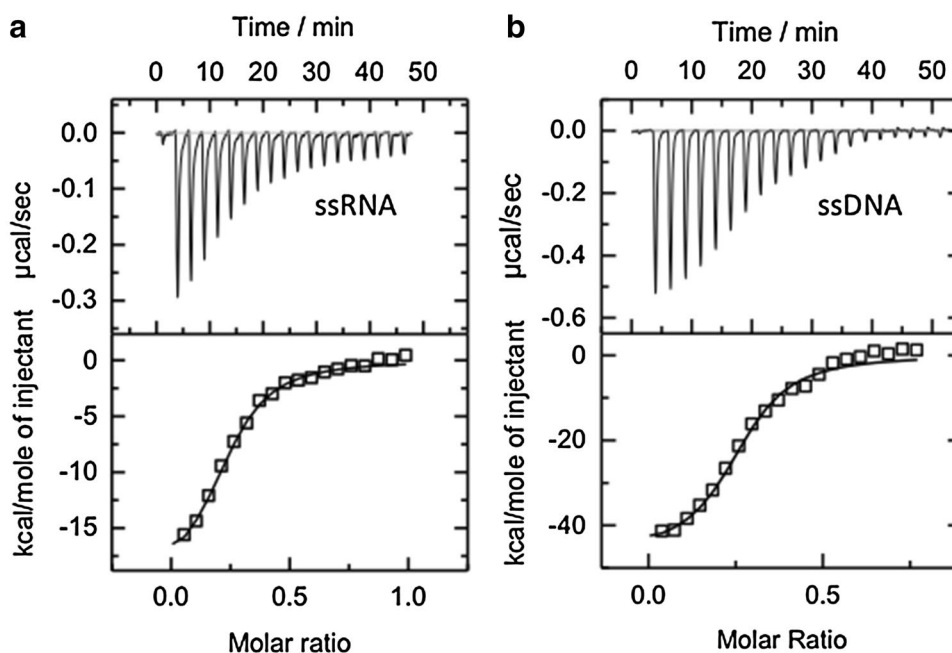 a
Time / min
0 10 20 30 40 50
0.0
-0.1
-0.2
-0.3
µcal/sec
ssRNA
0
-5
-10
-15
kcal/mole of injectant
0.0 0.5 1.0
Molar ratio
b
Time / min
0 10 20 30 40 50
0.0
-0.2
-0.4
-0.6
µcal/sec
ssDNA
0
-20
-40
kcal/mole of injectant
0.0 0.5
Molar Ratio